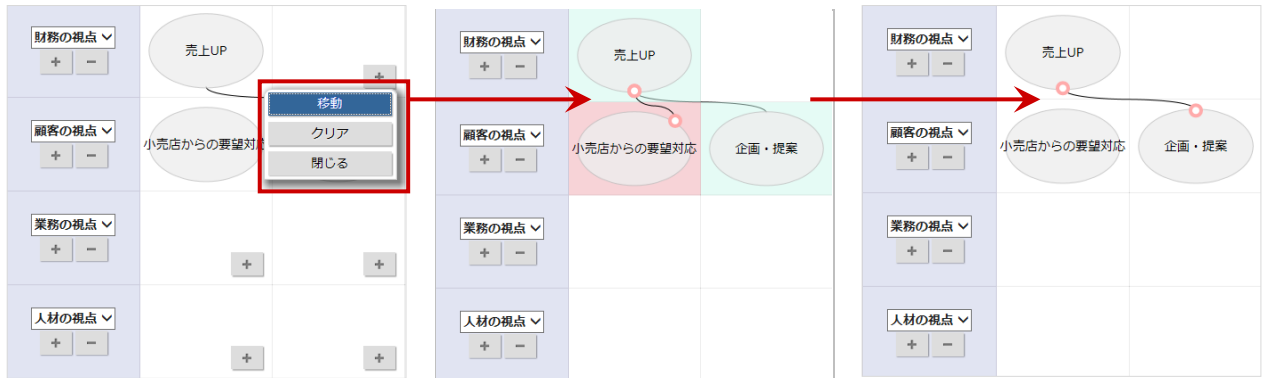 財務の視点
+ −
売上UP
+
移動
クリア
閉じる
顧客の視点
+ −
小売店からの要望対応
業務の視点
+ −
+
+
人材の視点
+ −
+
+
財務の視点
+ −
売上UP
顧客の視点
+ −
小売店からの要望対応
企画・提案
業務の視点
+ −
人材の視点
+ −
財務の視点
+ −
売上UP
顧客の視点
+ −
小売店からの要望対応
企画・提案
業務の視点
+ −
人材の視点
+ −